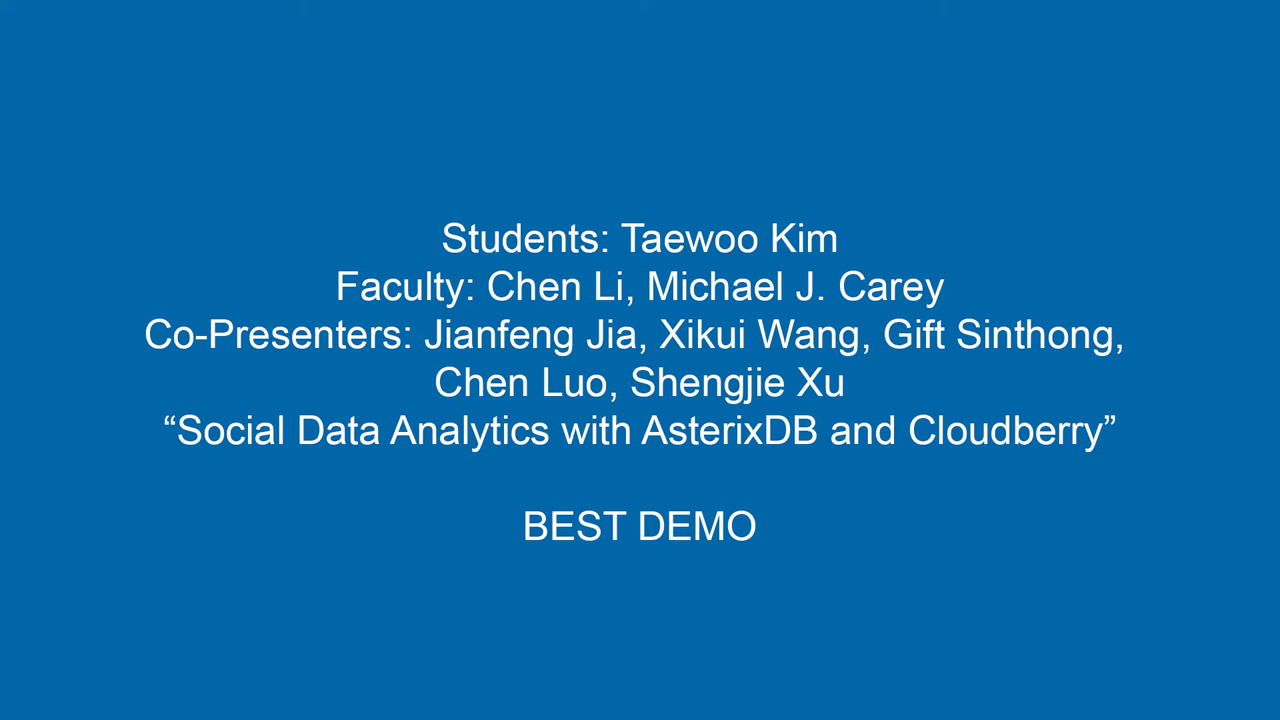 Students: Taewoo Kim
Faculty: Chen Li, Michael J. Carey
Co-Presenters: Jianfeng Jia, Xikui Wang, Gift Sinthong,
Chen Luo, Shengjie Xu
“Social Data Analytics with AsterixDB and Cloudberry”
BEST DEMO